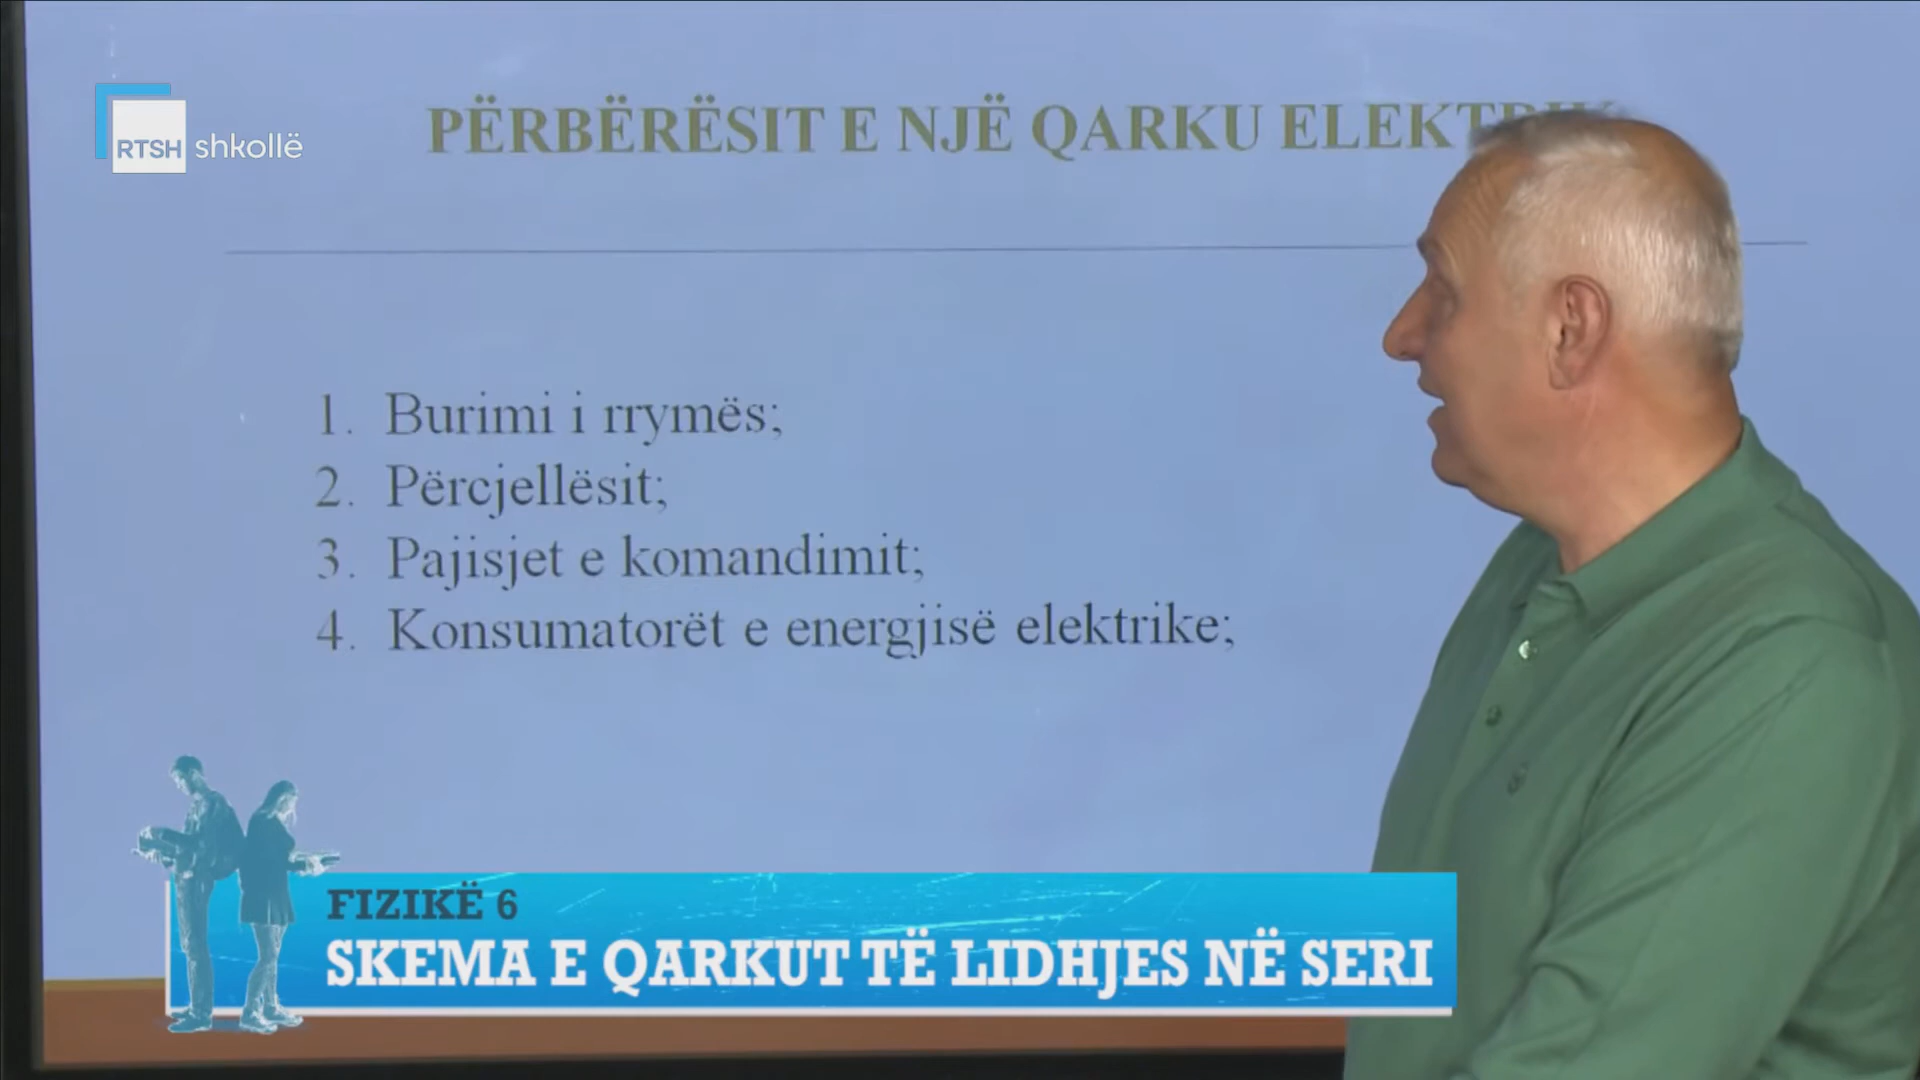 RTSH shkollë
PËRBËRËSIT E NJË QARKU
1. Burimi i rrymës;
2. Përcjellësit;
3. Pajisjet e komandimit;
4. Konsumatorët e energjisë elektrike;
FIZIKË 6
SKEMA E QARKUT TË LIDHJES NË SERI